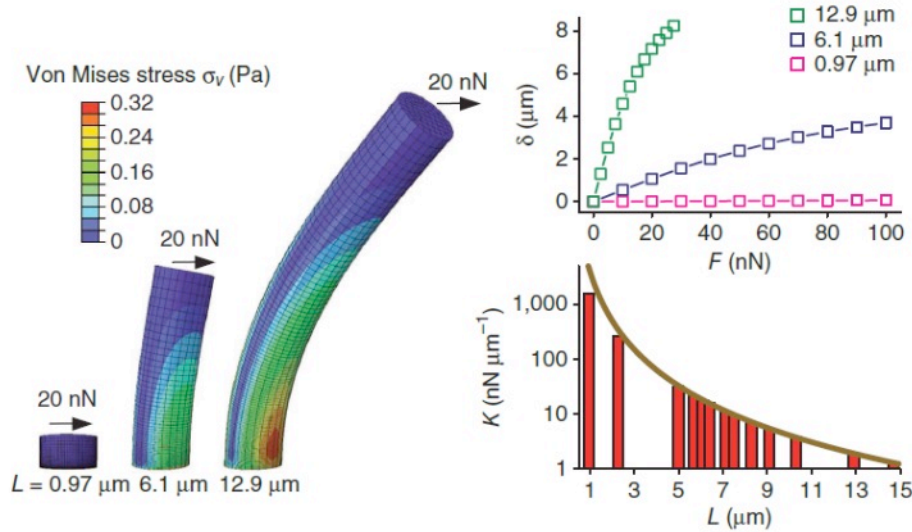 Von Mises stress σv (Pa)
0.32
0.24
0.16
0.08
0
20 nN
20 nN
20 nN
L = 0.97 μm 6.1 μm 12.9 μm
12.9 μm
6.1 μm
0.97 μm
δ (μm)
8
6
4
2
0
0 20 40 60 80 100
F (nN)
K (nN μm⁻¹)
1,000
100
10
1
1 3 5 7 9 11 13 15
L (μm)